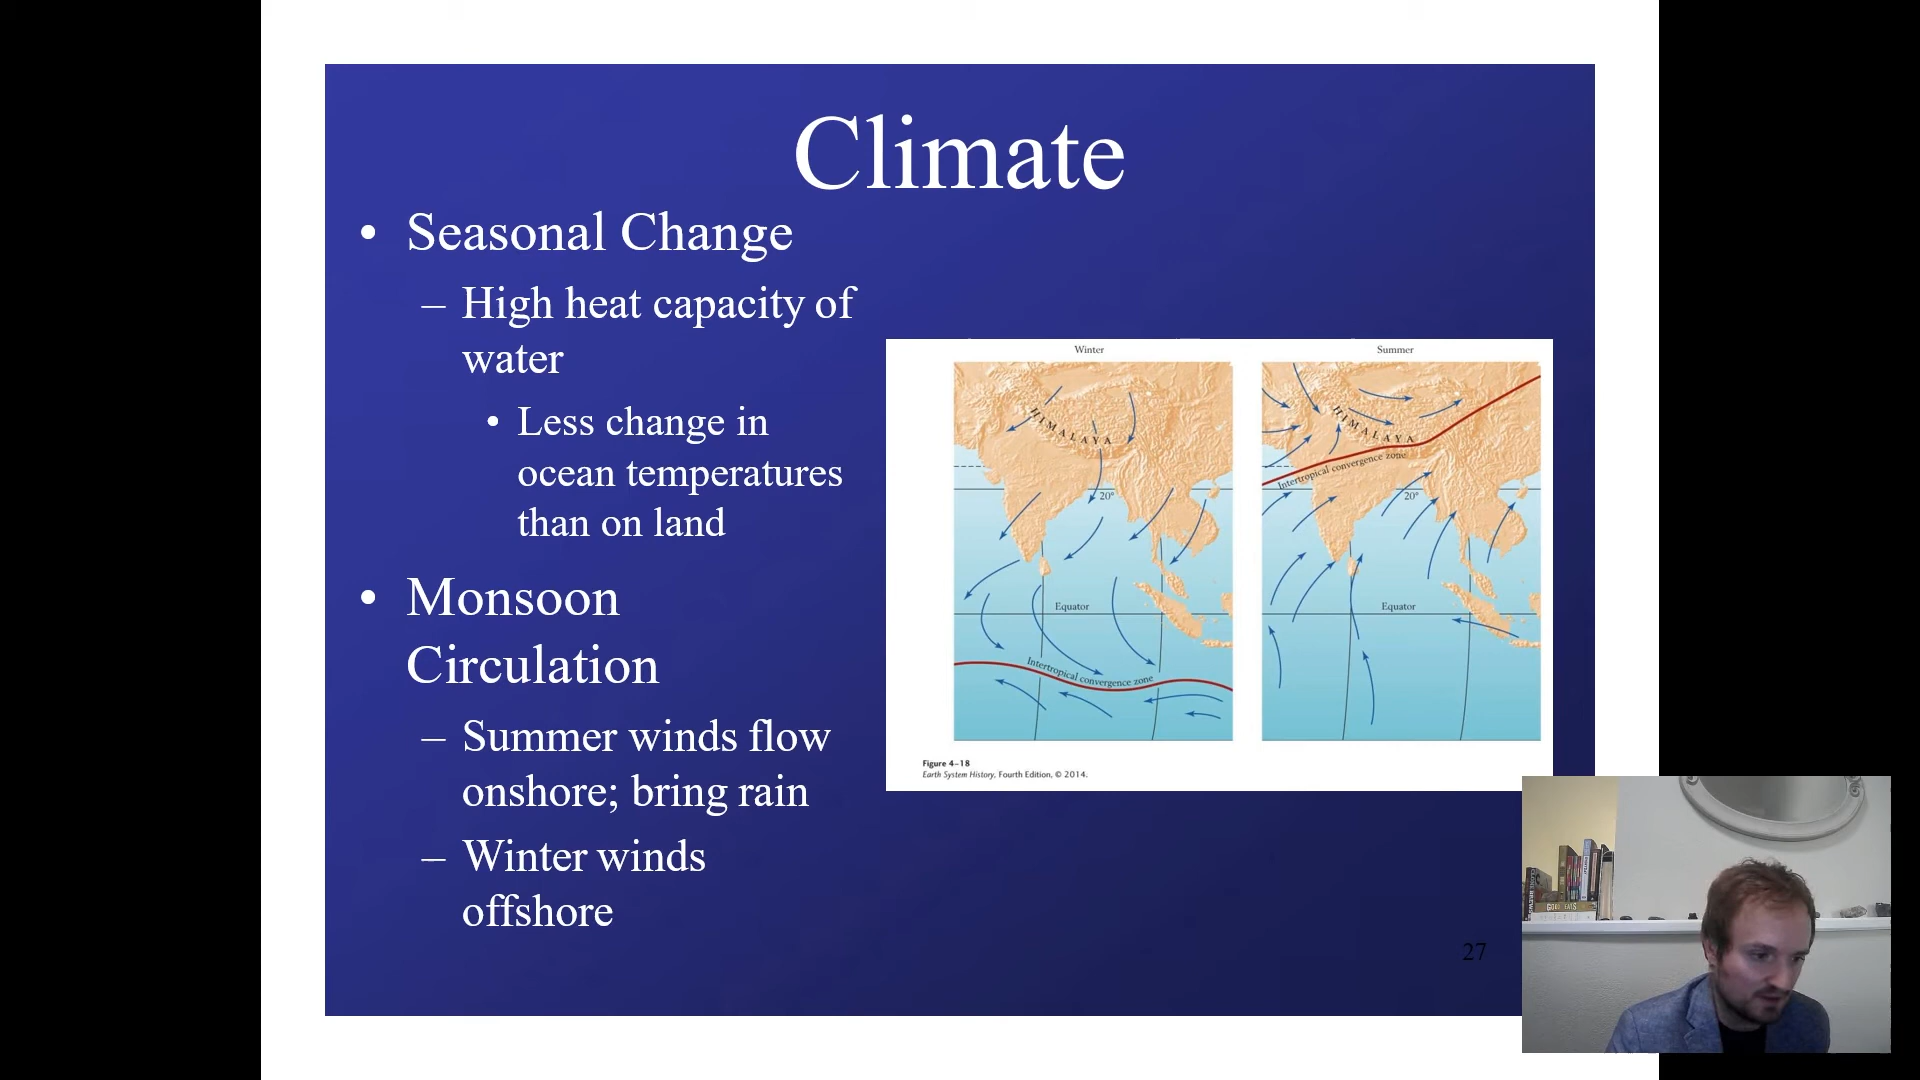 Climate
• Seasonal Change
– High heat capacity of
water
• Less change in
ocean temperatures
than on land
• Monsoon
Circulation
– Summer winds flow
onshore; bring rain
– Winter winds
offshore
Winter
HIMALAYA
20°
Equator
Intertropical convergence zone
Summer
HIMALAYA
Intertropical convergence zone
20°
Equator
Figure 4–18
Earth System History, Fourth Edition, © 2014.
27